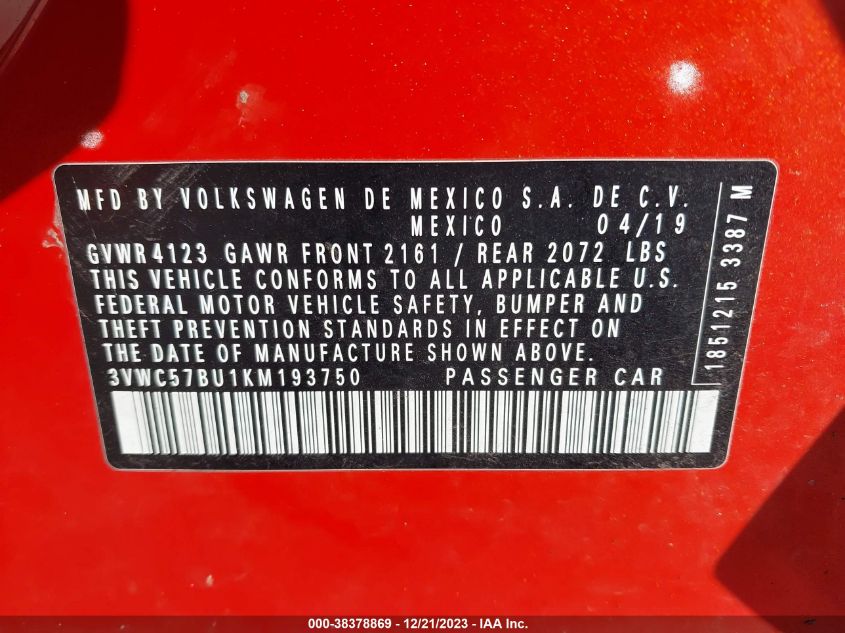 MFD BY VOLKSWAGEN DE MEXICO S.A. DE C.V.
MEXICO 04/19
GVWR 4123 GAWR FRONT 2161 / REAR 2072 LBS
THIS VEHICLE CONFORMS TO ALL APPLICABLE U.S.
FEDERAL MOTOR VEHICLE SAFETY, BUMPER AND
THEFT PREVENTION STANDARDS IN EFFECT ON
THE DATE OF MANUFACTURE SHOWN ABOVE.
3VWC57BU1KM193750 PASSENGER CAR
1851215 3387 M
000-38378869 - 12/21/2023 - IAA Inc.